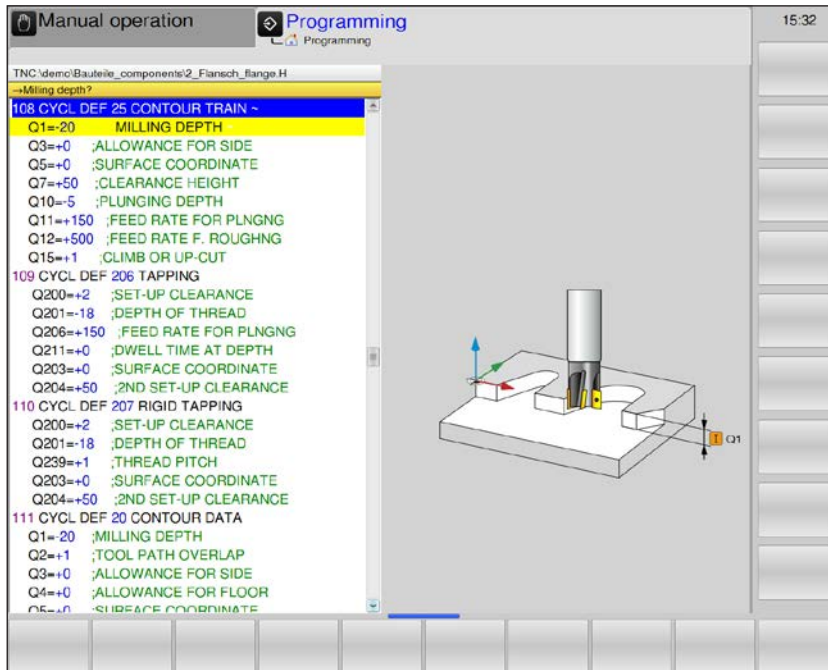 Manual operation
Programming
Programming
15:32
TNC:\demo\Bauteile_components\2_Flansch_flange.H
→Milling depth?
108 CYCL DEF 25 CONTOUR TRAIN ~
Q1=-20 MILLING DEPTH ~
Q3=+0 ;ALLOWANCE FOR SIDE
Q5=+0 ;SURFACE COORDINATE
Q7=+50 ;CLEARANCE HEIGHT
Q10=-5 ;PLUNGING DEPTH
Q11=+150 ;FEED RATE FOR PLNGNG
Q12=+500 ;FEED RATE F. ROUGHNG
Q15=+1 ;CLIMB OR UP-CUT
109 CYCL DEF 206 TAPPING
Q200=+2 ;SET-UP CLEARANCE
Q201=-18 ;DEPTH OF THREAD
Q206=+150 ;FEED RATE FOR PLNGNG
Q211=+0 ;DWELL TIME AT DEPTH
Q203=+0 ;SURFACE COORDINATE
Q204=+50 ;2ND SET-UP CLEARANCE
110 CYCL DEF 207 RIGID TAPPING
Q200=+2 ;SET-UP CLEARANCE
Q201=-18 ;DEPTH OF THREAD
Q239=+1 ;THREAD PITCH
Q203=+0 ;SURFACE COORDINATE
Q204=+50 ;2ND SET-UP CLEARANCE
111 CYCL DEF 20 CONTOUR DATA
Q1=-20 ;MILLING DEPTH
Q2=+1 ;TOOL PATH OVERLAP
Q3=+0 ;ALLOWANCE FOR SIDE
Q4=+0 ;ALLOWANCE FOR FLOOR
Q5=+0 ;SURFACE COORDINATE
I Q1